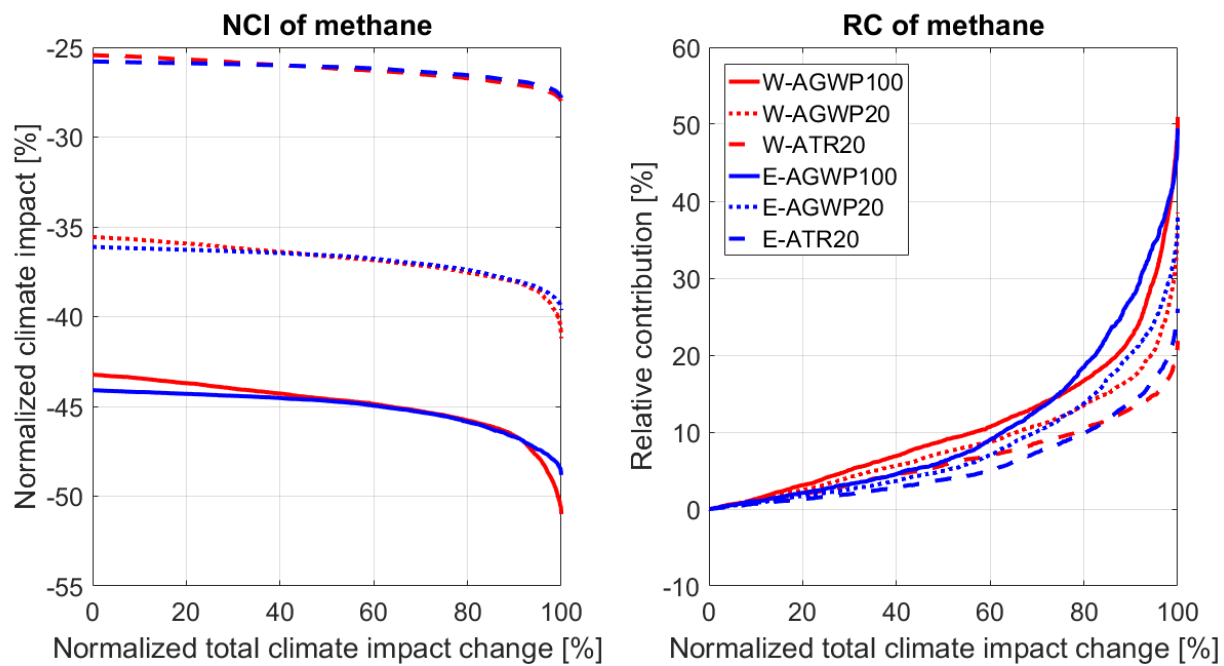 NCI of methane
Normalized climate impact [%]
-25
-30
-35
-40
-45
-50
-55
0 20 40 60 80 100
Normalized total climate impact change [%]
RC of methane
Relative contribution [%]
60
50
40
30
20
10
0
-10
W-AGWP100
W-AGWP20
W-ATR20
E-AGWP100
E-AGWP20
E-ATR20
0 20 40 60 80 100
Normalized total climate impact change [%]